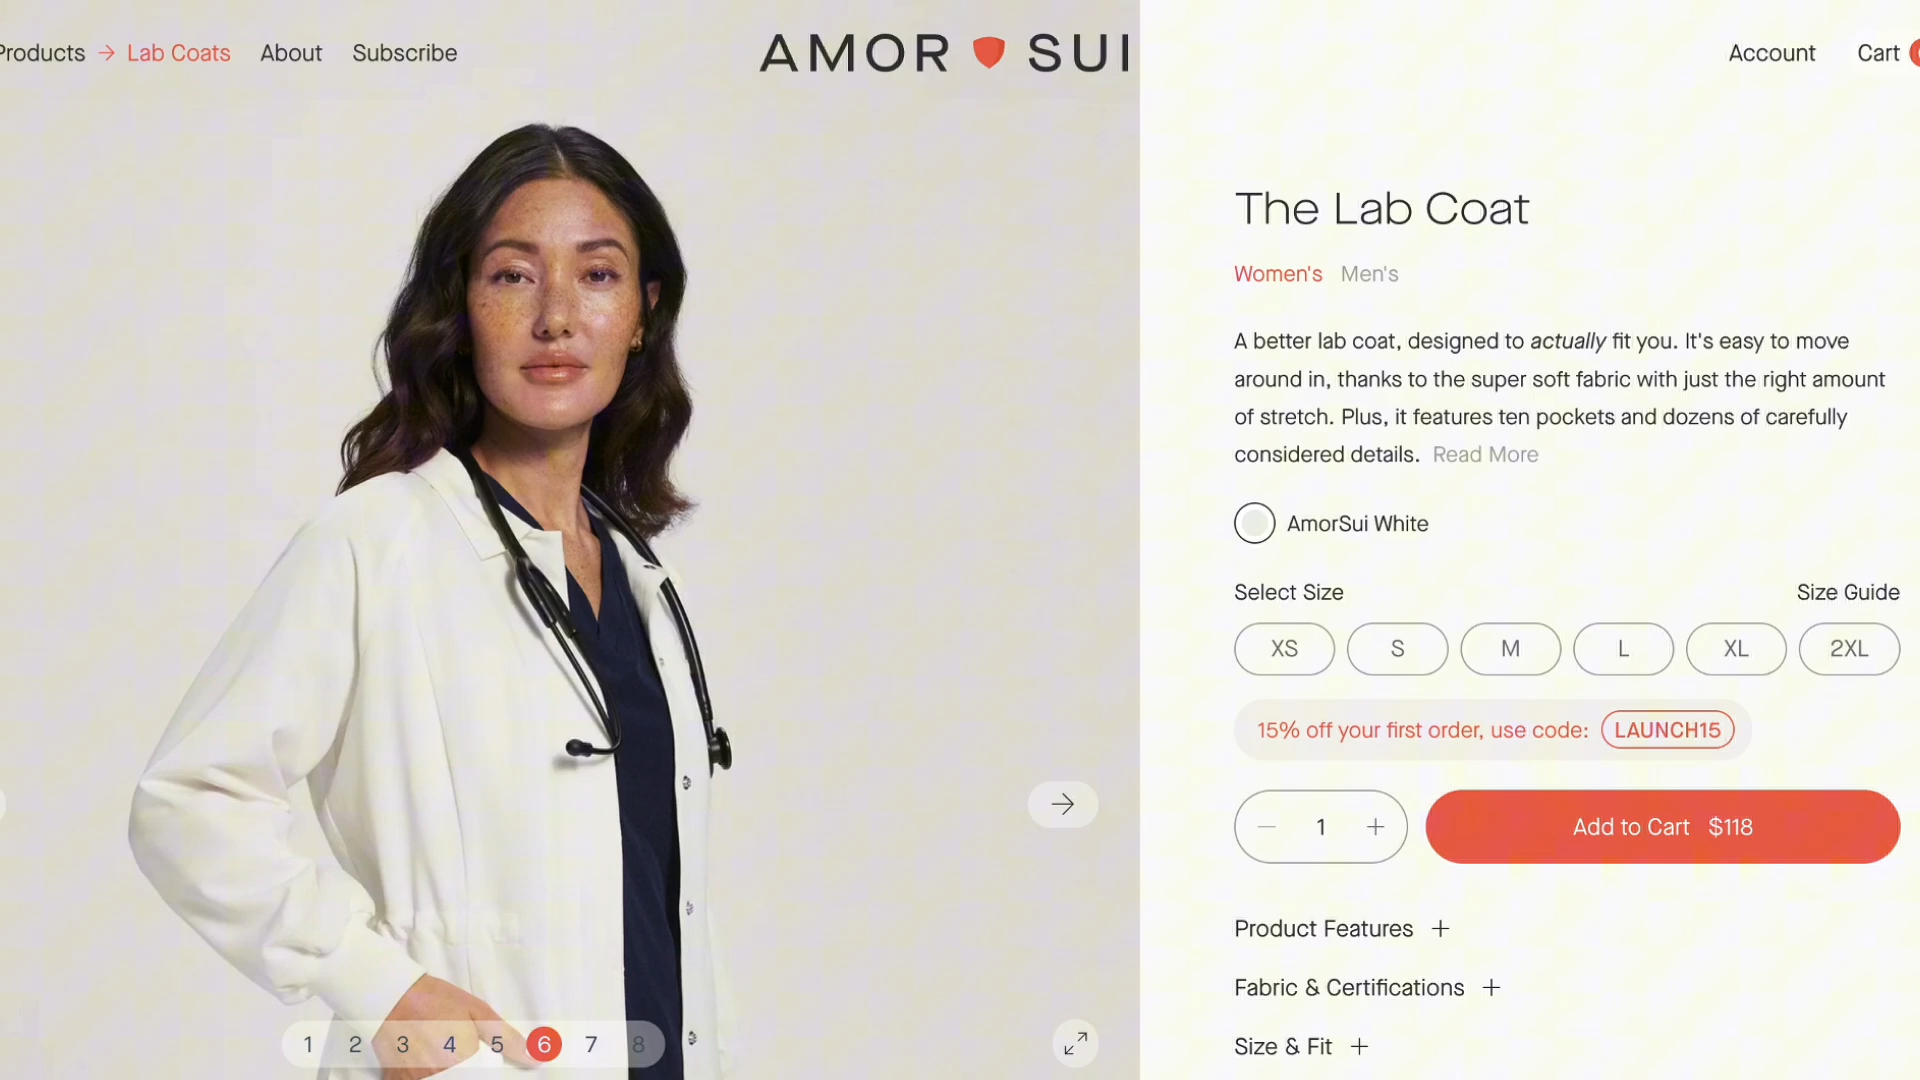 Products → Lab Coats About Subscribe
AMOR SUI
Account Cart
The Lab Coat
Women's Men's
A better lab coat, designed to actually fit you. It's easy to move
around in, thanks to the super soft fabric with just the right amount
of stretch. Plus, it features ten pockets and dozens of carefully
considered details. Read More
AmorSui White
Select Size Size Guide
XS S M L XL 2XL
15% off your first order, use code: LAUNCH15
— 1 +
Add to Cart $118
Product Features +
Fabric & Certifications +
Size & Fit +
1 2 3 4 5 6 7 8